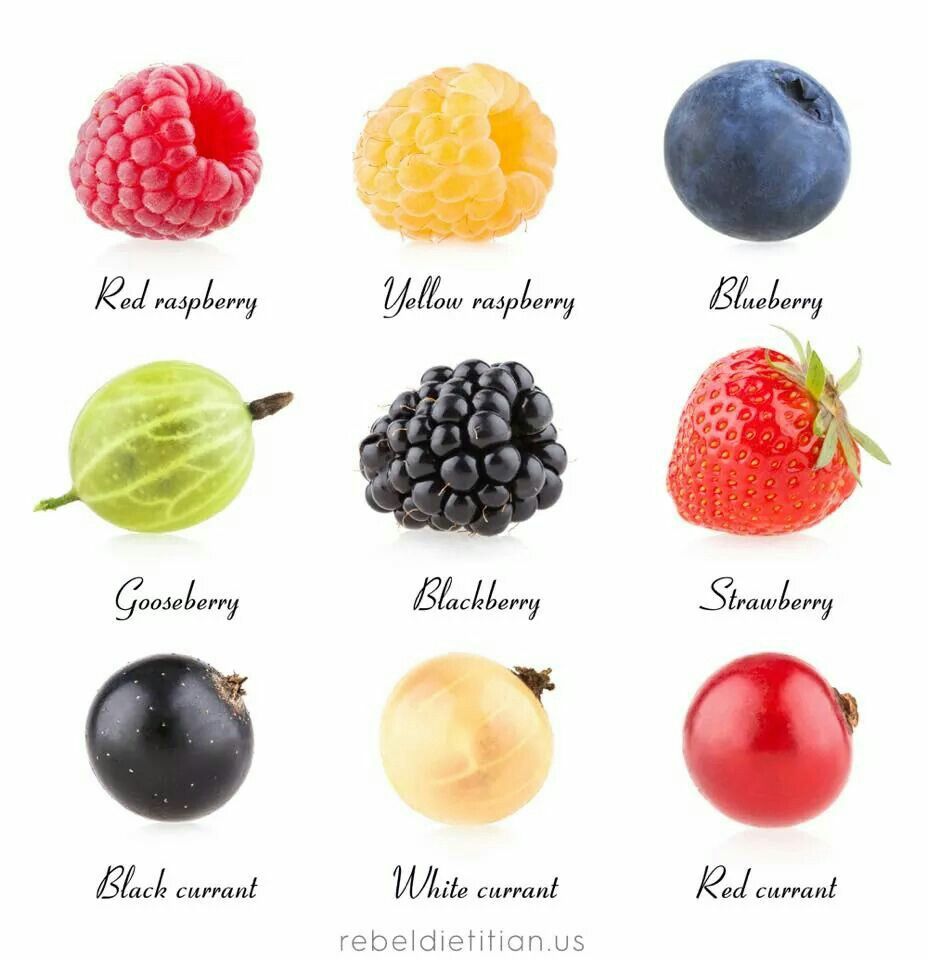 Red raspberry
Yellow raspberry
Blueberry
Gooseberry
Blackberry
Strawberry
Black currant
White currant
Red currant
rebeldietitian.us